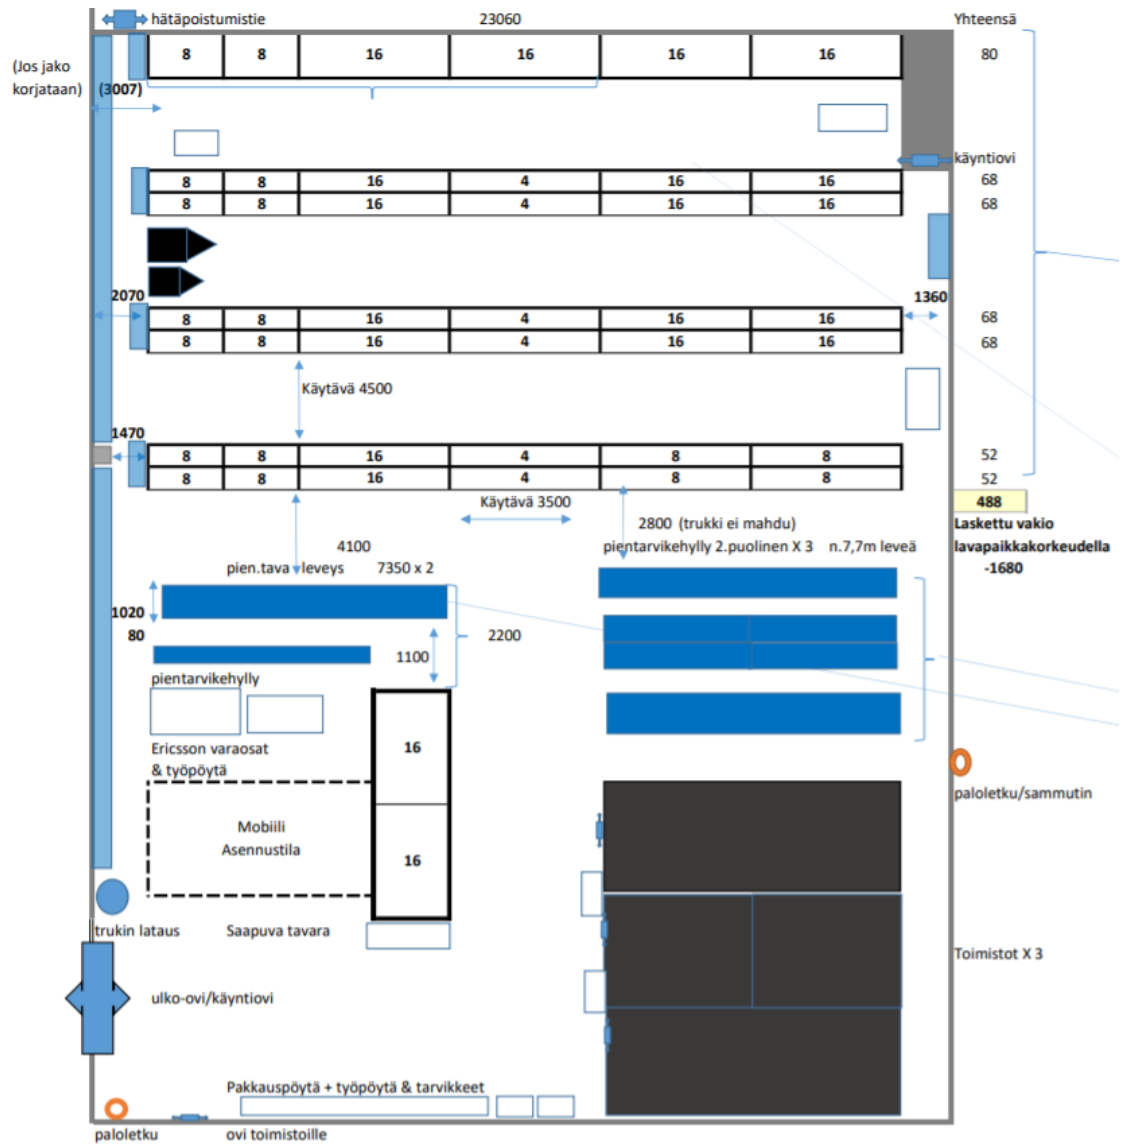 hätäpoistumistie 23060 Yhteensä
8 8 16 16 16 16 80
(Jos jako
korjataan) (3007)
käyntiovi
8 8 16 4 16 16 68
8 8 16 4 16 16 68
2070 1360
8 8 16 4 16 16 68
8 8 16 4 16 16 68
Käytävä 4500
1470
8 8 16 4 8 8 52
8 8 16 4 8 8 52
Käytävä 3500 488
2800 (trukki ei mahdu) Laskettu vakio
4100 pientarvikehylly 2.puolinen X 3 n.7,7m leveä lavapaikkakorkeudella
pien.tava leveys 7350 x 2 -1680
1020
80 2200
1100
pientarvikehylly
16
Ericsson varaosat
& työpöytä
paloletku/sammutin
Mobiili
Asennustila
16
trukin lataus Saapuva tavara
Toimistot X 3
ulko-ovi/käyntiovi
Pakkauspöytä + työpöytä & tarvikkeet
paloletku ovi toimistoille